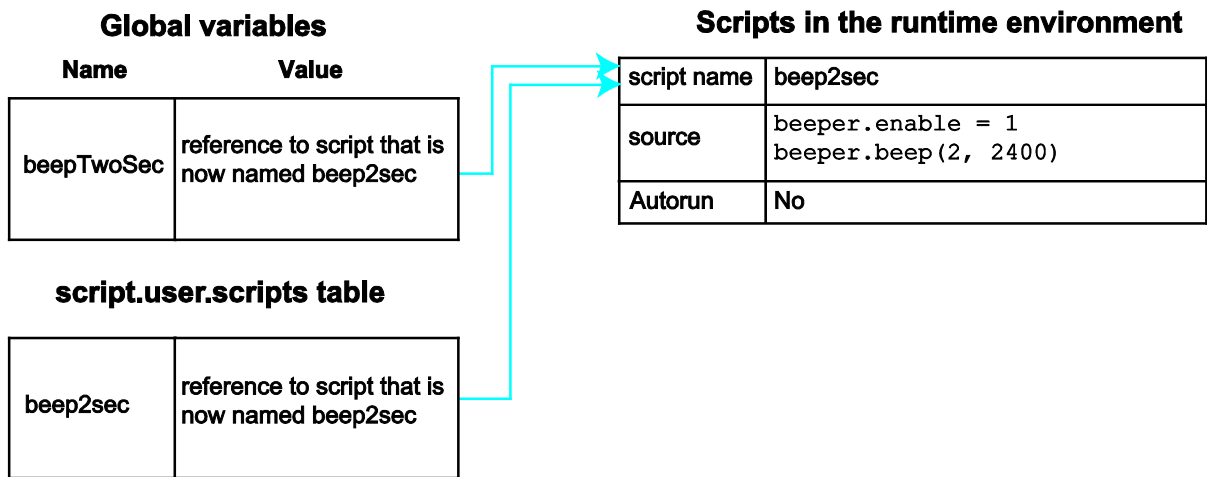 Global variables
Name Value
beepTwoSec
reference to script that is
now named beep2sec
script.user.scripts table
beep2sec
reference to script that is
now named beep2sec
Scripts in the runtime environment
script name beep2sec
source
beeper.enable = 1
beeper.beep(2, 2400)
Autorun No